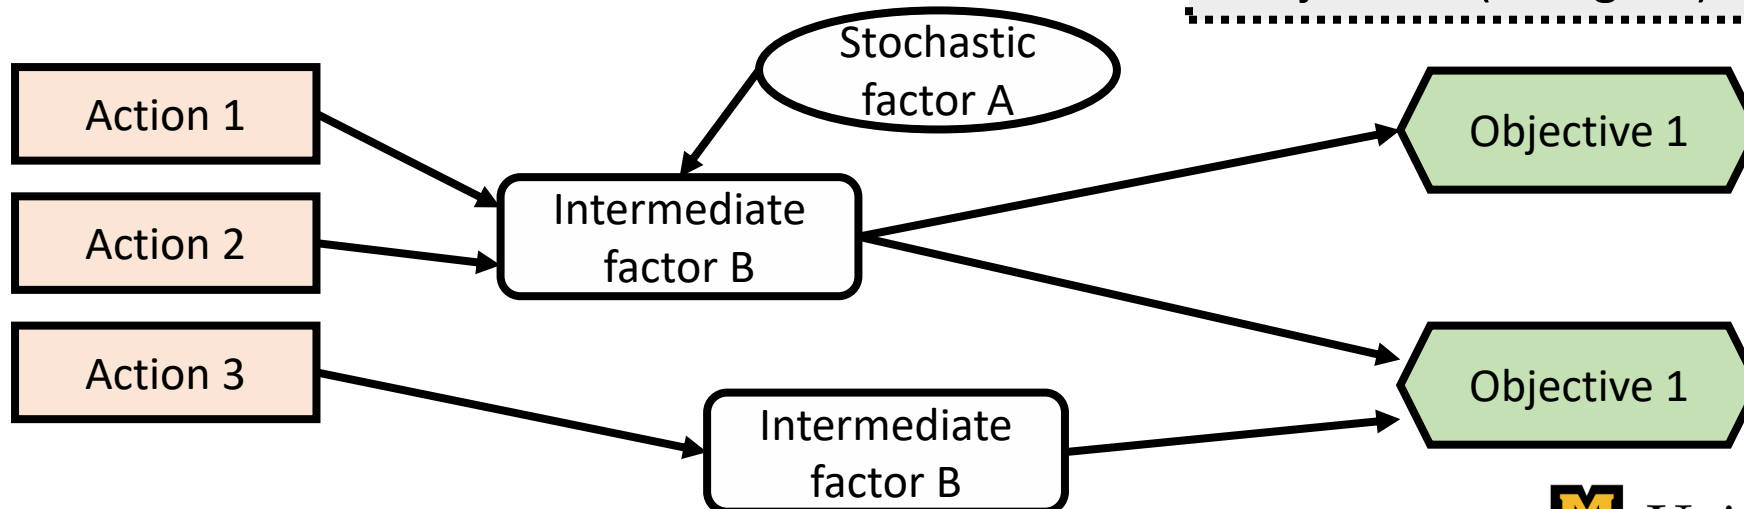 Stochastic
factor A
Action 1
Objective 1
Intermediate
factor B
Action 2
Action 3
Objective 1
Intermediate
factor B
M